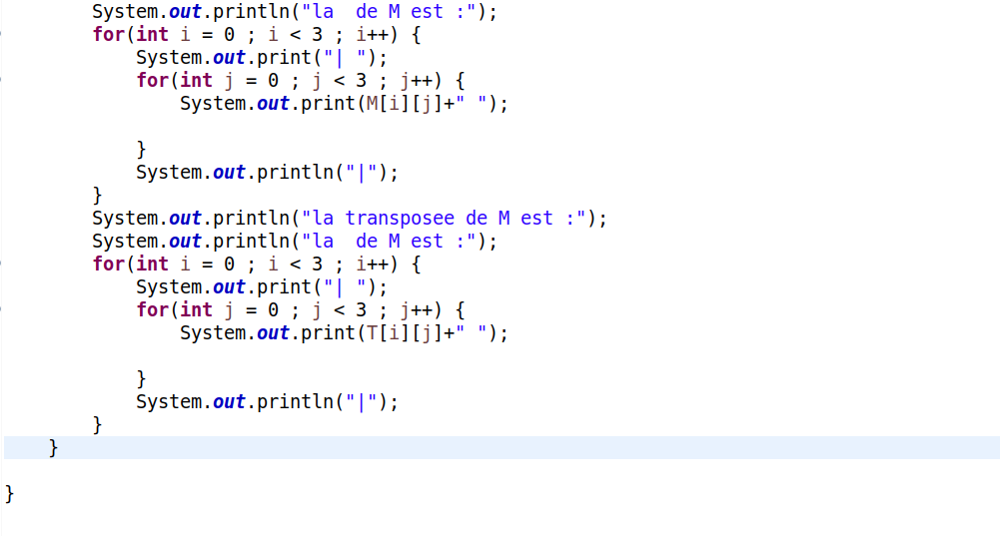 System.out.println("la  de M est :");
        for(int i = 0 ; i < 3 ; i++) {
            System.out.print("| ");
            for(int j = 0 ; j < 3 ; j++) {
                System.out.print(M[i][j]+" ");

            }
            System.out.println("|");
        }
        System.out.println("la transposee de M est :");
        System.out.println("la  de M est :");
        for(int i = 0 ; i < 3 ; i++) {
            System.out.print("| ");
            for(int j = 0 ; j < 3 ; j++) {
                System.out.print(T[i][j]+" ");

            }
            System.out.println("|");
        }
    }

}